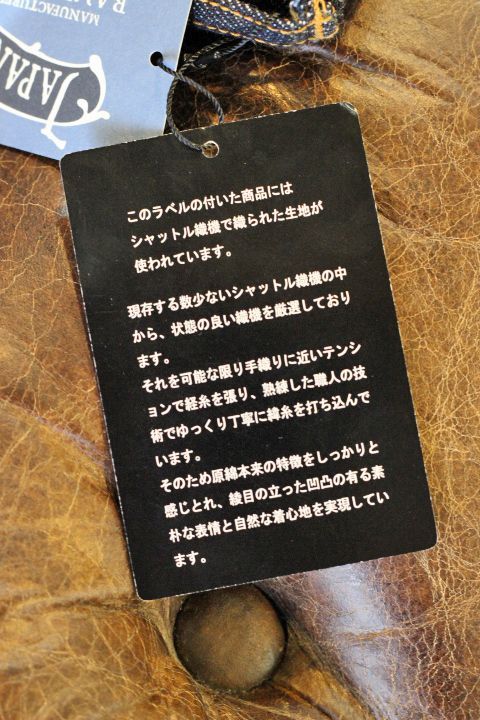 MANUFACTURE
JAPAN
このラベルの付いた商品には
シャットル織機で織られた生地が
使われています。
現存する数少ないシャットル織機の中
から、状態の良い織機を厳選しており
ます。
それを可能な限り手織りに近いテンシ
ョンで経糸を張り、熟練した職人の技
術でゆっくり丁寧に緯糸を打ち込んで
います。
そのため原綿本来の特徴をしっかりと
感じとれ、綾目の立った凹凸の有る素
朴な表情と自然な着心地を実現してい
ます。